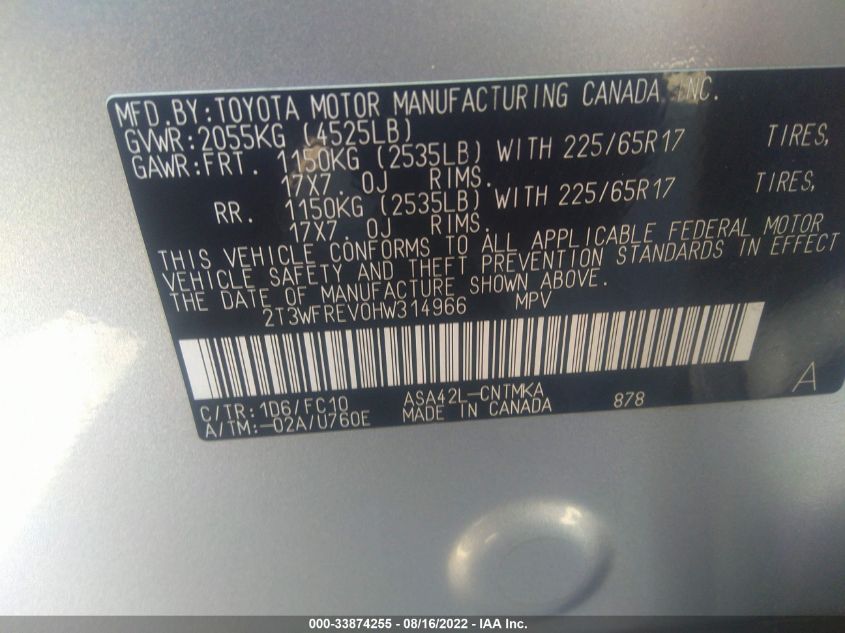 MFD.BY:TOYOTA MOTOR MANUFACTURING CANADA INC.
GVWR:2055KG (4525LB)
GAWR:FRT. 1150KG (2535LB) WITH 225/65R17 TIRES,
17X7.0J RIMS.
RR. 1150KG (2535LB) WITH 225/65R17 TIRES,
17X7.0J RIMS.
THIS VEHICLE CONFORMS TO ALL APPLICABLE FEDERAL MOTOR
VEHICLE SAFETY AND THEFT PREVENTION STANDARDS IN EFFECT
THE DATE OF MANUFACTURE SHOWN ABOVE.
2T3WFREV0HW314966 MPV
C/TR:1D6/FC10 ASA42L-CNTMKA 878 A
A/TM:-02A/U760E MADE IN CANADA
000-33874255 - 08/16/2022 - IAA Inc.